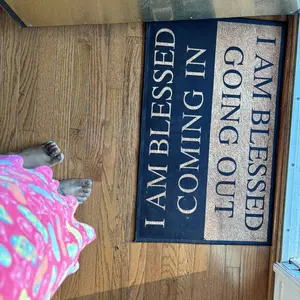 I AM BLESSED
COMING IN
I AM BLESSED
GOING OUT